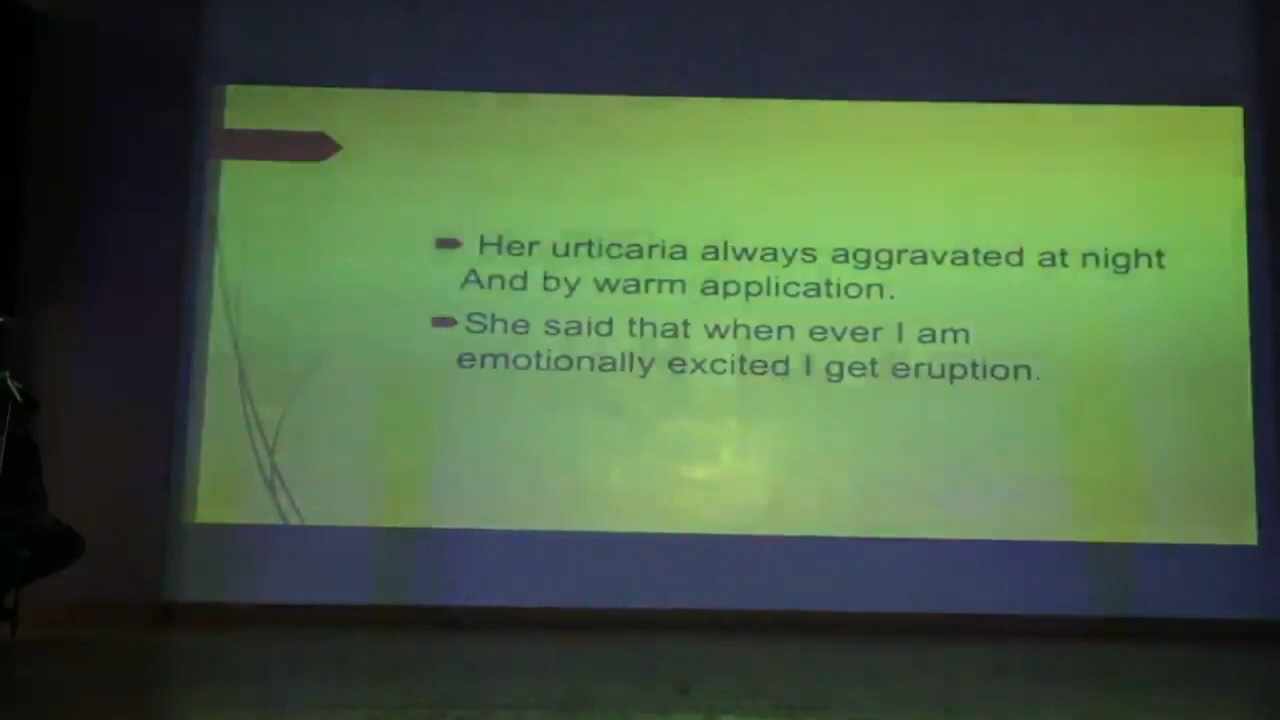 Her urticaria always aggravated at night
And by warm application.
She said that when ever I am
emotionally excited I get eruption.